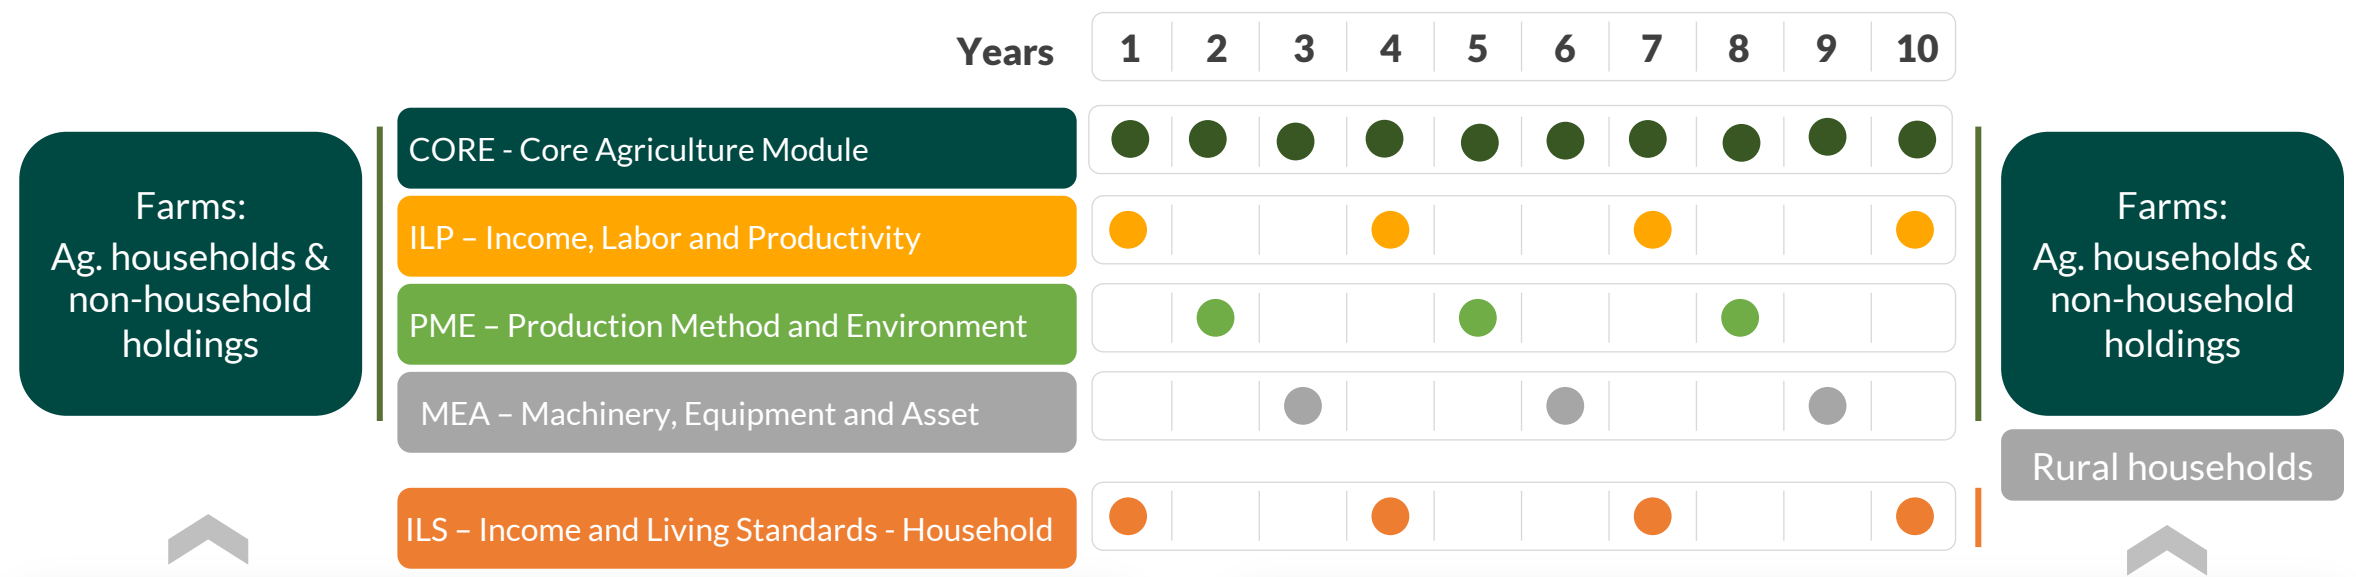 Years 1 2 3 4 5 6 7 8 9 10
Farms:
Ag. households &
non-household
holdings
CORE - Core Agriculture Module
ILP – Income, Labor and Productivity
PME – Production Method and Environment
MEA – Machinery, Equipment and Asset
ILS – Income and Living Standards - Household
Farms:
Ag. households &
non-household
holdings
Rural households